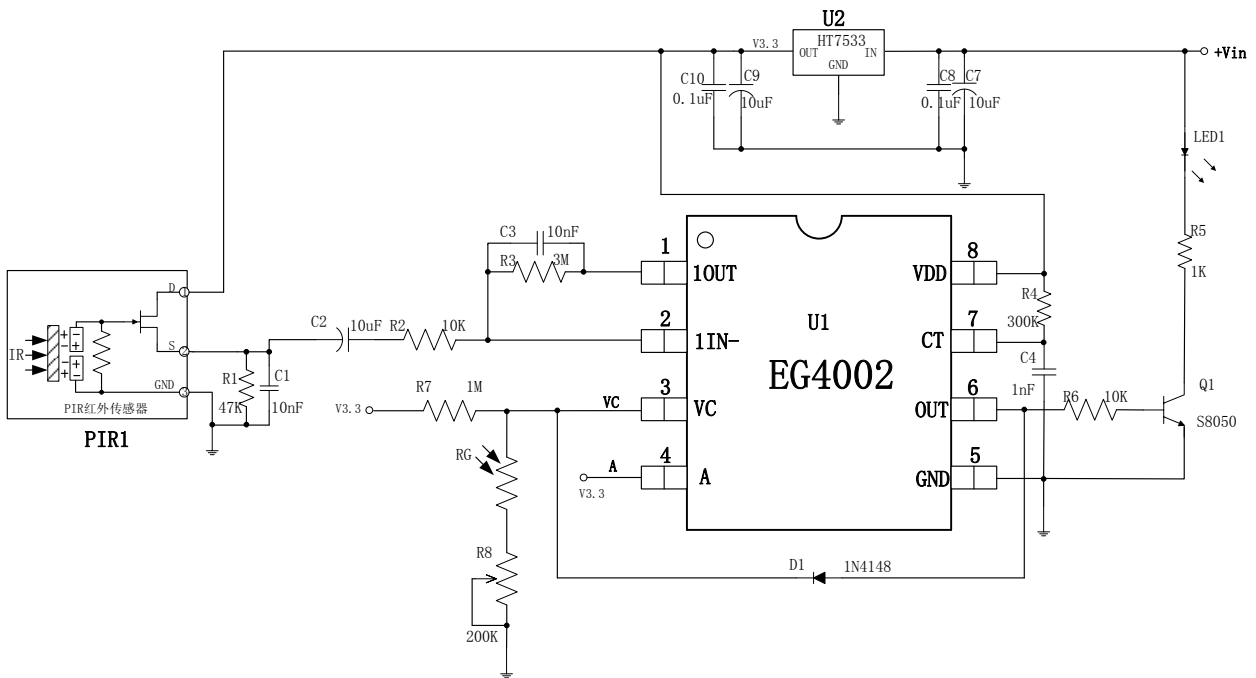 U2
HT7533
V3.3
OUT
IN
GND
+Vin
C10
0.1uF
C9
10uF
C8
0.1uF
C7
10uF
LED1
R5
1K
C3
10nF
R3
3M
1
1OUT
8
VDD
D
1
R4
300K
2
1IN-
U1
7
CT
C2
10uF
R2
10K
IR
S
2
EG4002
C4
1nF
R1
47K
C1
10nF
GND
3
PIR红外传感器
PIR1
R7
1M
V3.3
VC
3
VC
6
OUT
R6
10K
Q1
S8050
RG
A
V3.3
4
A
5
GND
R8
200K
D1
1N4148